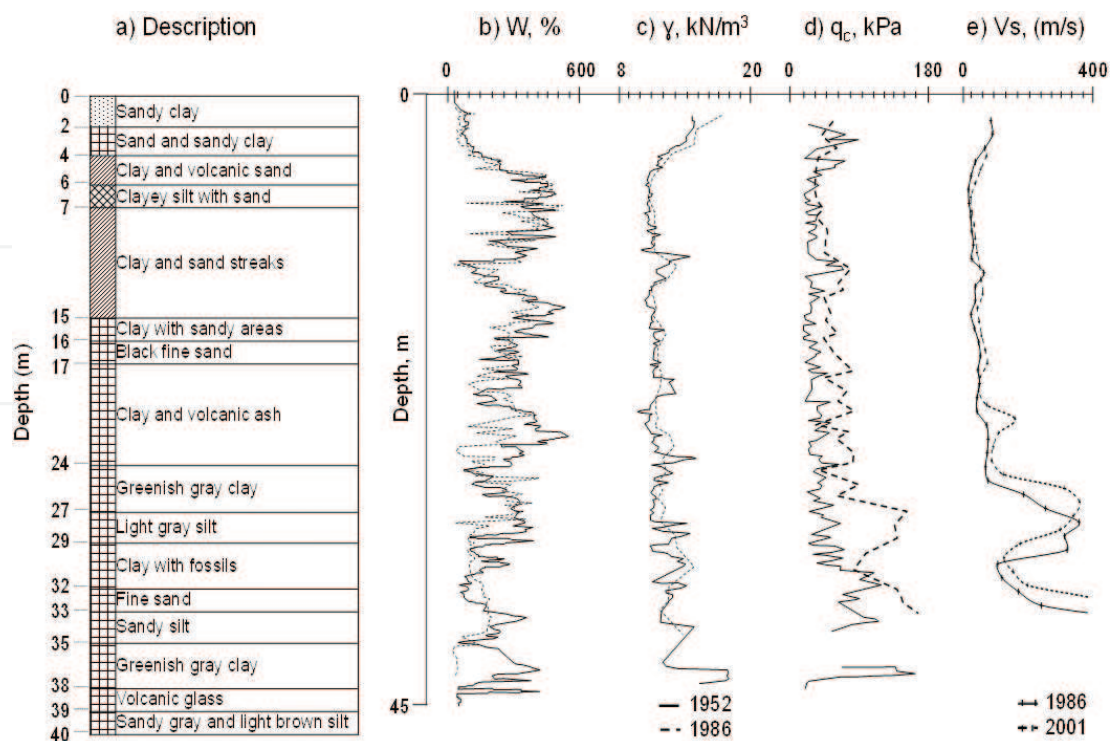 a) Description
b) W, %
c) γ, kN/m³
d) qc, kPa
e) Vs, (m/s)
0 600
8 20
0 180
0 400
Depth (m)
0
Sandy clay
2
Sand and sandy clay
4
Clay and volcanic sand
6
Clayey silt with sand
7
Clay and sand streaks
15
Clay with sandy areas
16
Black fine sand
17
Clay and volcanic ash
24
Greenish gray clay
27
Light gray silt
29
Clay with fossils
32
Fine sand
33
Sandy silt
35
Greenish gray clay
38
Volcanic glass
39
Sandy gray and light brown silt
40
Depth, m
0
45
1952
1986
1986
2001